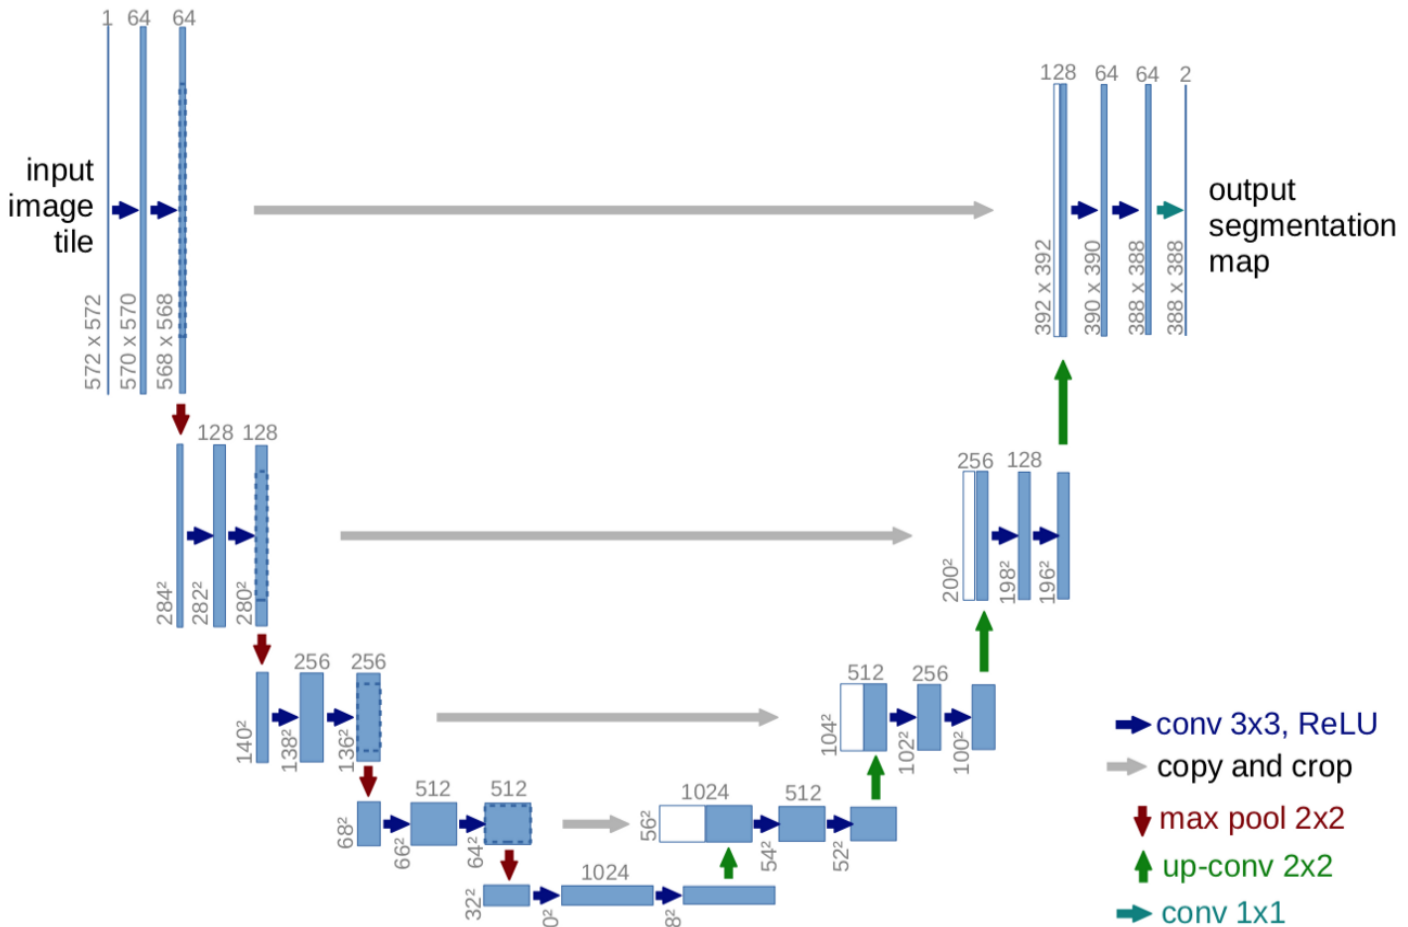 1 64 64
input
image
tile
572 x 572
570 x 570
568 x 568
128 64 64 2
output
segmentation
map
392 x 392
390 x 390
388 x 388
388 x 388
128 128
284²
282²
280²
256 128
200²
198²
196²
256 256
140²
138²
136²
512 256
104²
102²
100²
512 512
68²
66²
64²
1024 512
56²
54²
52²
1024
32²
0²
8²
conv 3x3, ReLU
copy and crop
max pool 2x2
up-conv 2x2
conv 1x1